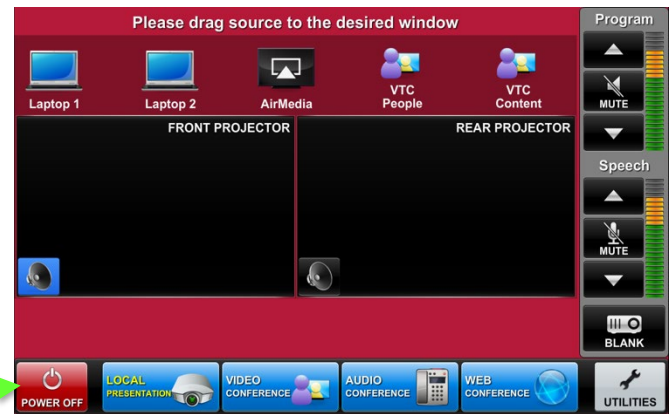 Please drag source to the desired window
Program
Laptop 1
Laptop 2
AirMedia
VTC
People
VTC
Content
MUTE
FRONT PROJECTOR
REAR PROJECTOR
Speech
MUTE
BLANK
POWER OFF
LOCAL
PRESENTATION
VIDEO
CONFERENCE
AUDIO
CONFERENCE
WEB
CONFERENCE
UTILITIES